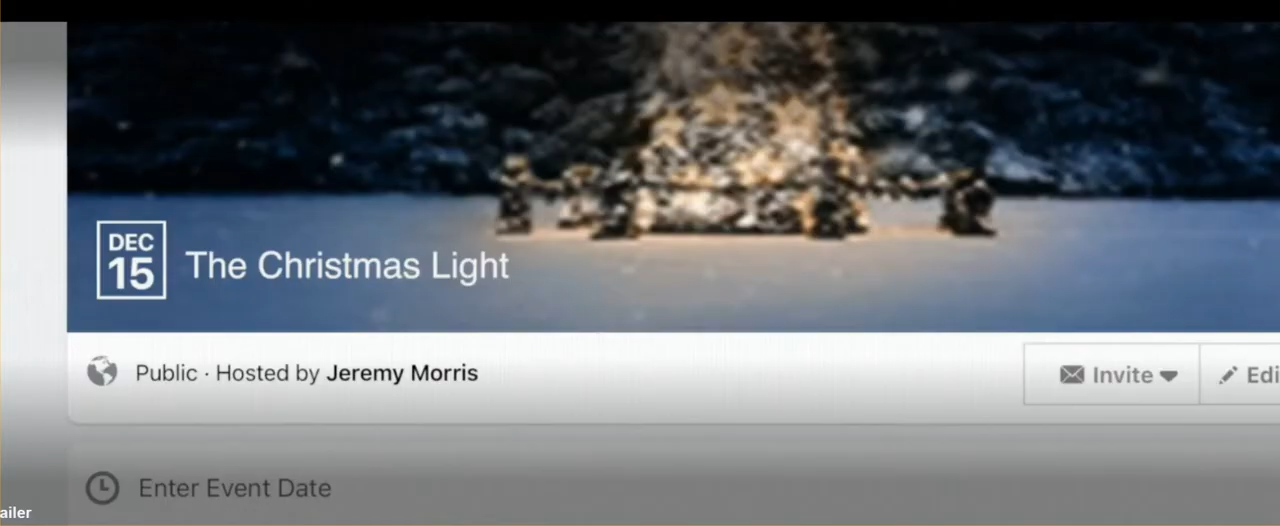 DEC
15
The Christmas Light
Public · Hosted by Jeremy Morris
Invite
Edi
Enter Event Date
ailer